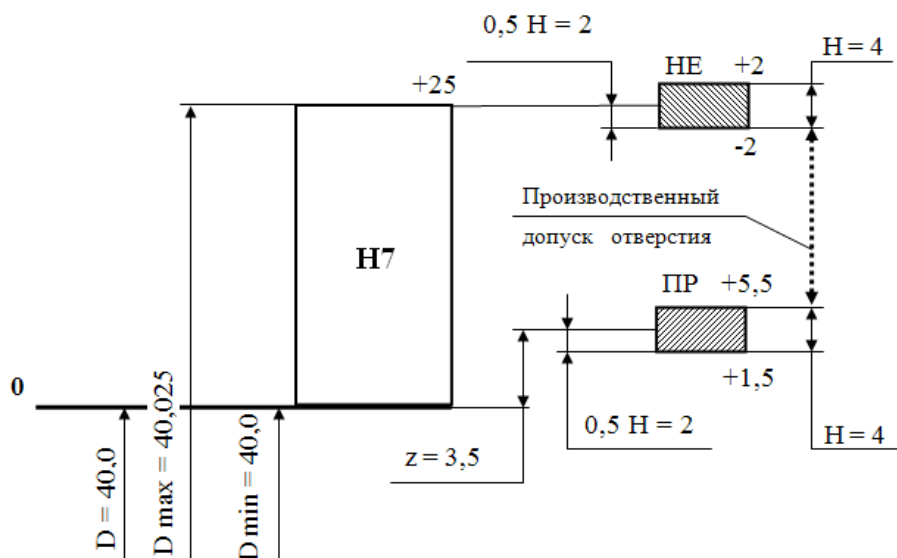 0,5 H = 2
H = 4
НЕ +2
+25
-2
Производственный
допуск отверстия
H7
ПР +5,5
0
+1,5
0,5 H = 2
H = 4
z = 3,5
D = 40,0
D max = 40,025
D min = 40,0